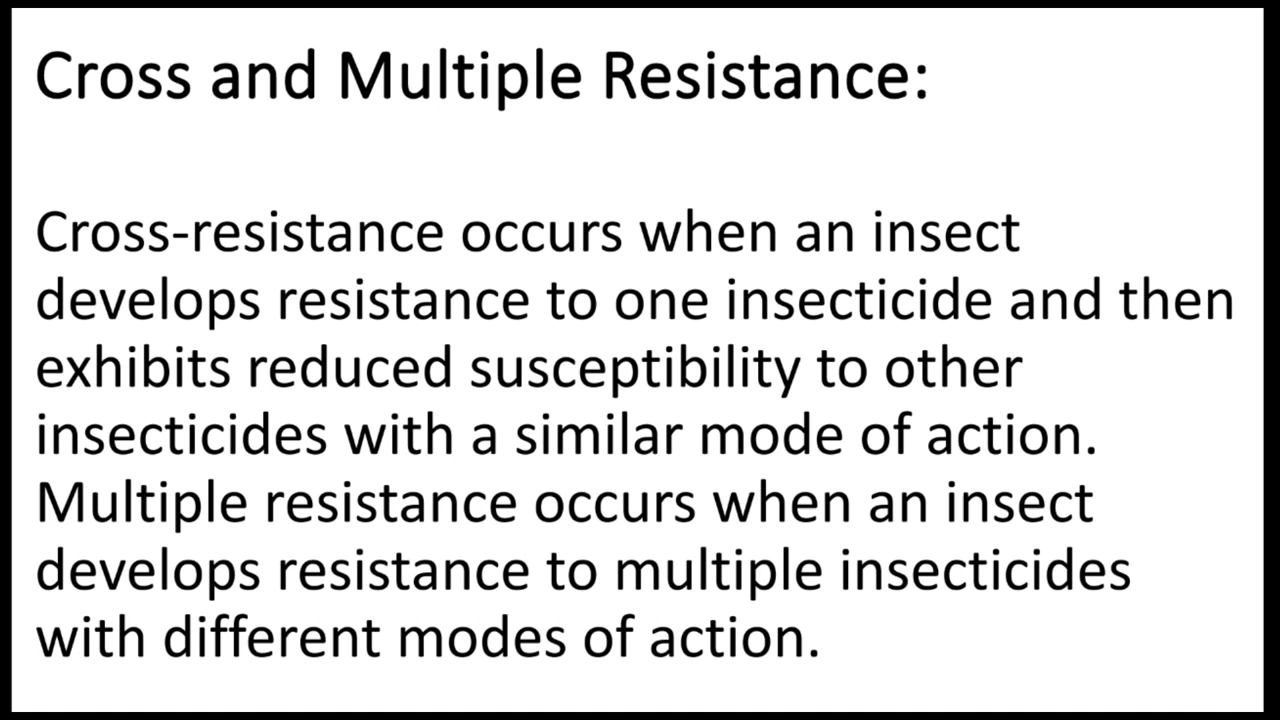 Cross and Multiple Resistance:
Cross-resistance occurs when an insect
develops resistance to one insecticide and then
exhibits reduced susceptibility to other
insecticides with a similar mode of action.
Multiple resistance occurs when an insect
develops resistance to multiple insecticides
with different modes of action.